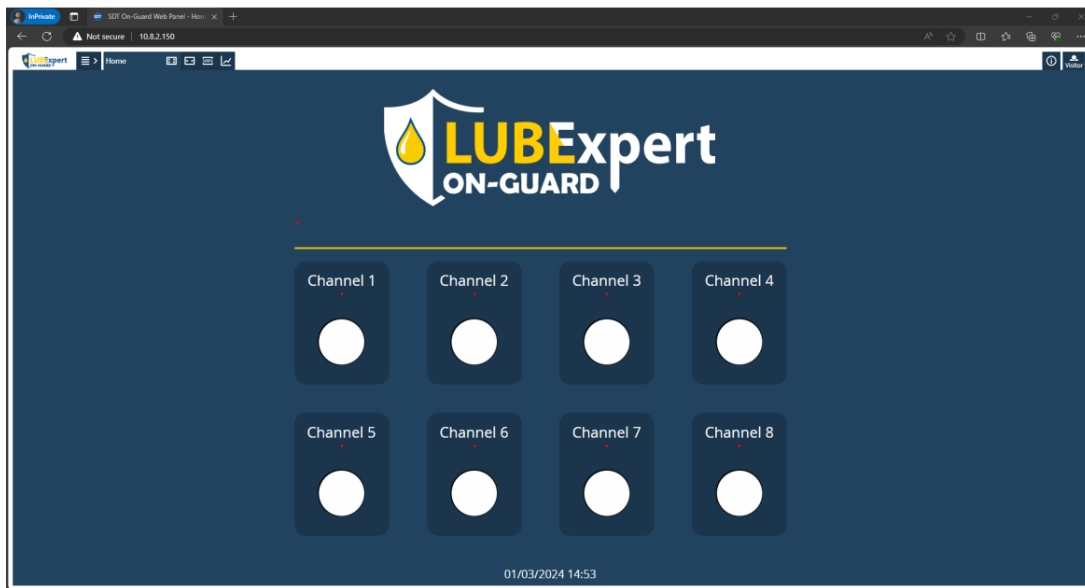 InPrivate
SDT On-Guard Web Panel - Hom
Not secure
10.8.2.150
LUBExpert
ON-GUARD
Home
Visitor
LUBExpert
ON-GUARD
Channel 1
Channel 2
Channel 3
Channel 4
Channel 5
Channel 6
Channel 7
Channel 8
01/03/2024 14:53